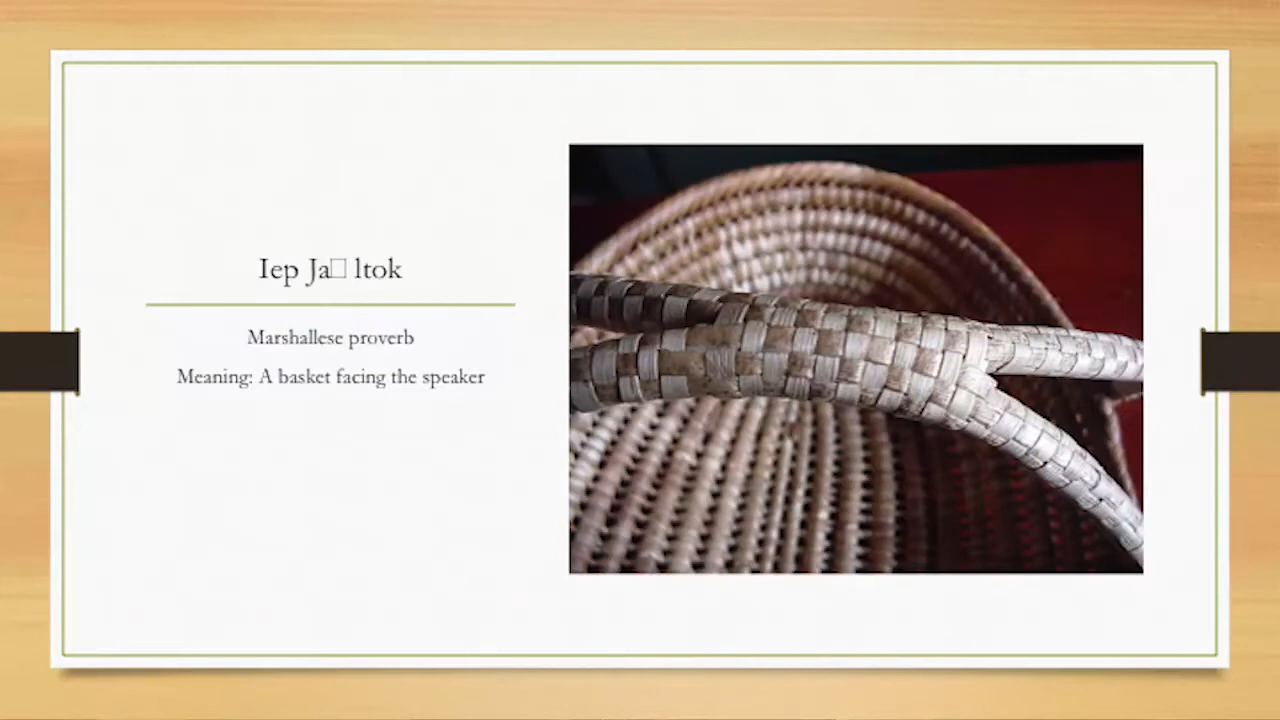 Iep Ja□ ltok
Marshallese proverb
Meaning: A basket facing the speaker